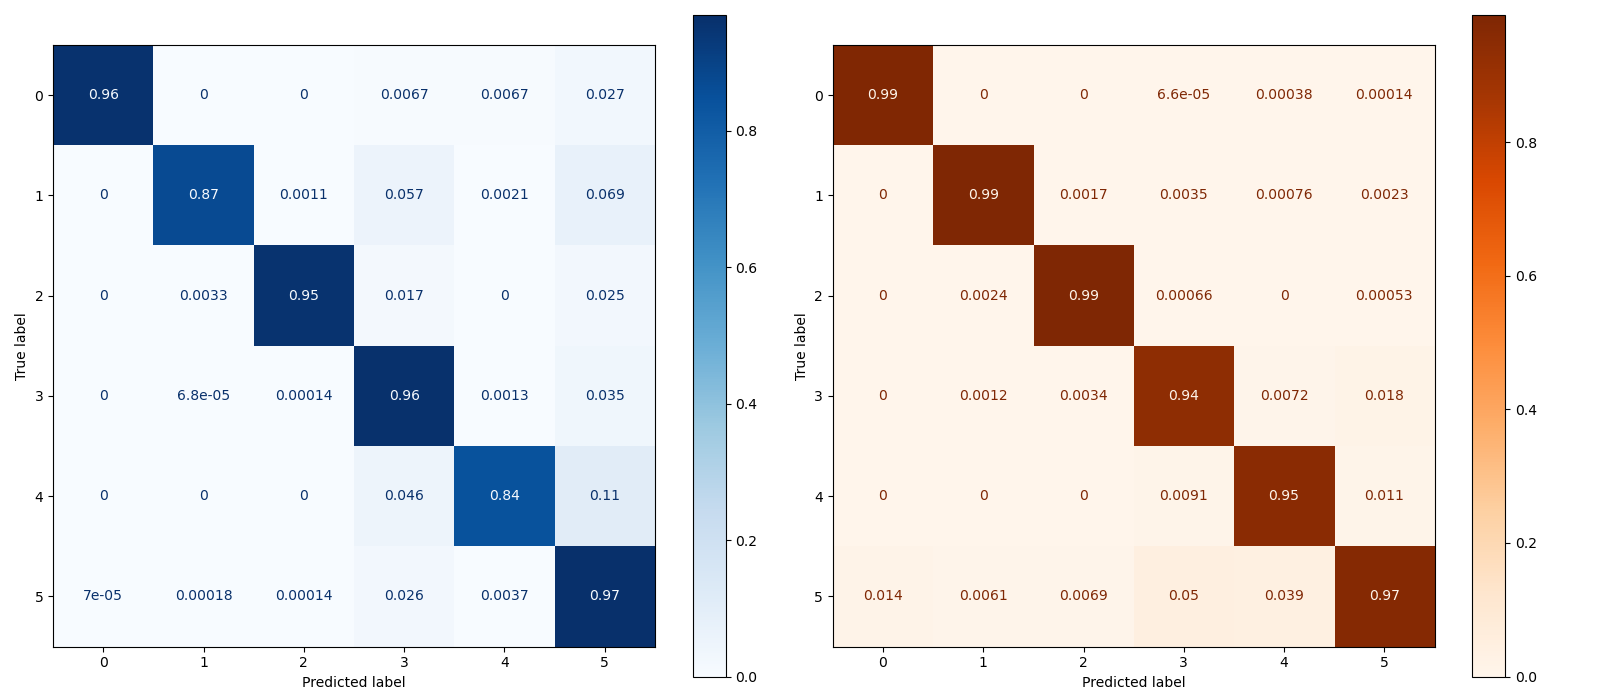 0 0.96 0 0 0.0067 0.0067 0.027
1 0 0.87 0.0011 0.057 0.0021 0.069
2 0 0.0033 0.95 0.017 0 0.025
3 0 6.8e-05 0.00014 0.96 0.0013 0.035
4 0 0 0 0.046 0.84 0.11
5 7e-05 0.00018 0.00014 0.026 0.0037 0.97
0 1 2 3 4 5
True label
Predicted label
0.8
0.6
0.4
0.2
0.0
0 0.99 0 0 6.6e-05 0.00038 0.00014
1 0 0.99 0.0017 0.0035 0.00076 0.0023
2 0 0.0024 0.99 0.00066 0 0.00053
3 0 0.0012 0.0034 0.94 0.0072 0.018
4 0 0 0 0.0091 0.95 0.011
5 0.014 0.0061 0.0069 0.05 0.039 0.97
0 1 2 3 4 5
True label
Predicted label
0.8
0.6
0.4
0.2
0.0